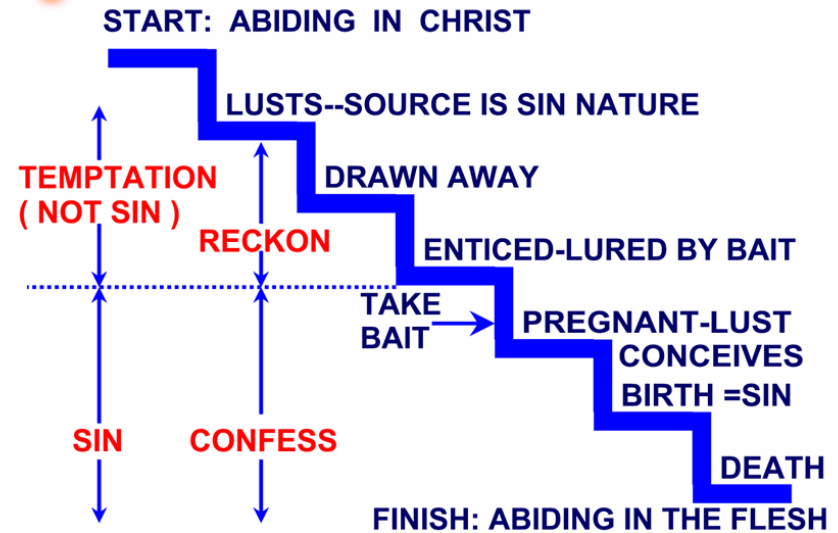 START: ABIDING IN CHRIST
LUSTS--SOURCE IS SIN NATURE
TEMPTATION
( NOT SIN )
DRAWN AWAY
RECKON
ENTICED-LURED BY BAIT
TAKE
BAIT
PREGNANT-LUST
CONCEIVES
BIRTH =SIN
SIN
CONFESS
DEATH
FINISH: ABIDING IN THE FLESH